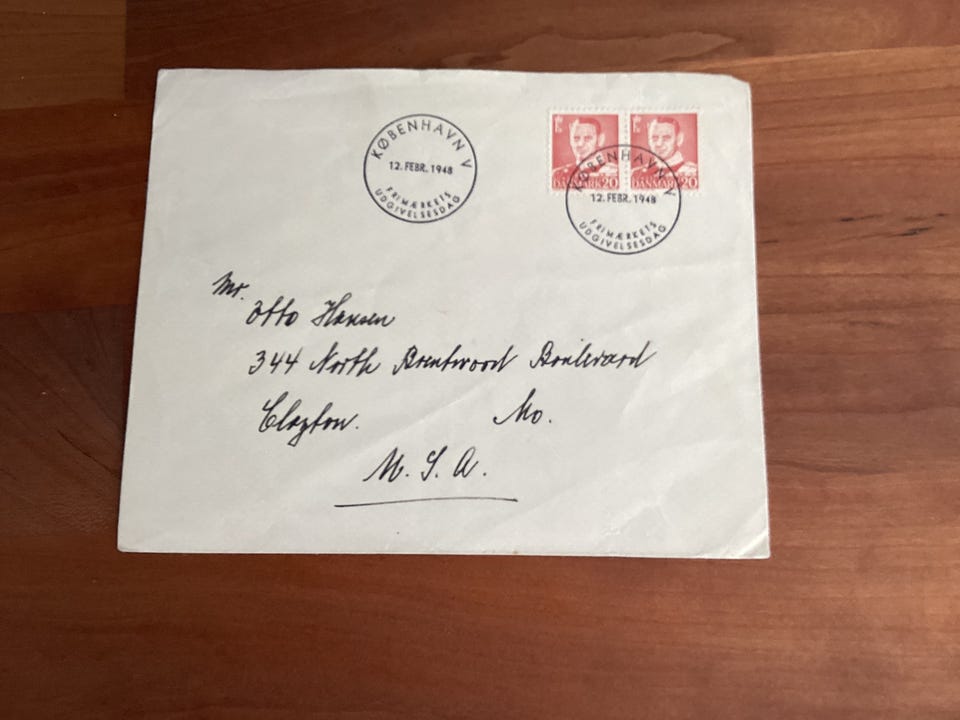 KØBENHAVN V
12. FEBR. 1948
FRIMÆRKETS
UDGIVELSESDAG
DANMARK 20
DANMARK 20
KØBENHAVN V
12. FEBR. 1948
FRIMÆRKETS
UDGIVELSESDAG
Mr.
Otto Hansen
344 North Brentwood Boulevard
Clayton. Mo.
U. S. A.